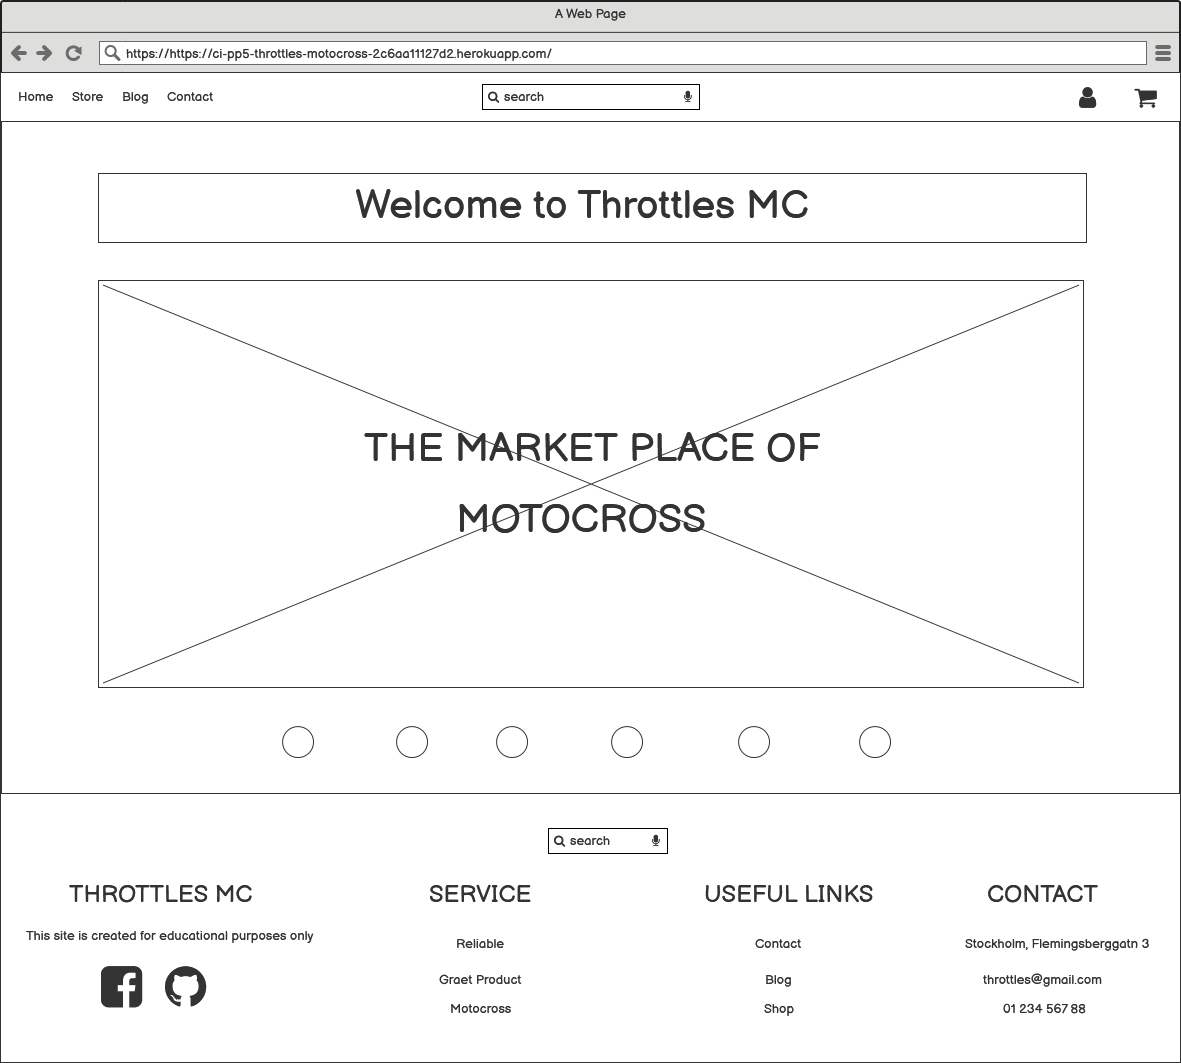 A Web Page
https://https://ci-pp5-throttles-motocross-2c6aa11127d2.herokuapp.com/
Home Store Blog Contact search
Welcome to Throttles MC
THE MARKET PLACE OF
MOTOCROSS
search
THROTTLES MC SERVICE USEFUL LINKS CONTACT
This site is created for educational purposes only
Reliable Contact Stockholm, Flemingsberggatn 3
Graet Product Blog throttles@gmail.com
Motocross Shop 01 234 567 88